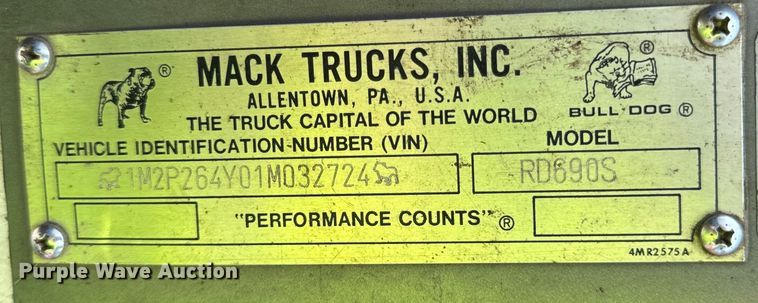 MACK TRUCKS, INC.
ALLENTOWN, PA., U.S.A.
THE TRUCK CAPITAL OF THE WORLD
® ®
BULL DOG ®
VEHICLE IDENTIFICATION NUMBER (VIN) MODEL
1M2P264Y01M032724 RD690S
"PERFORMANCE COUNTS" ®
4MR2575A
Purple Wave Auction